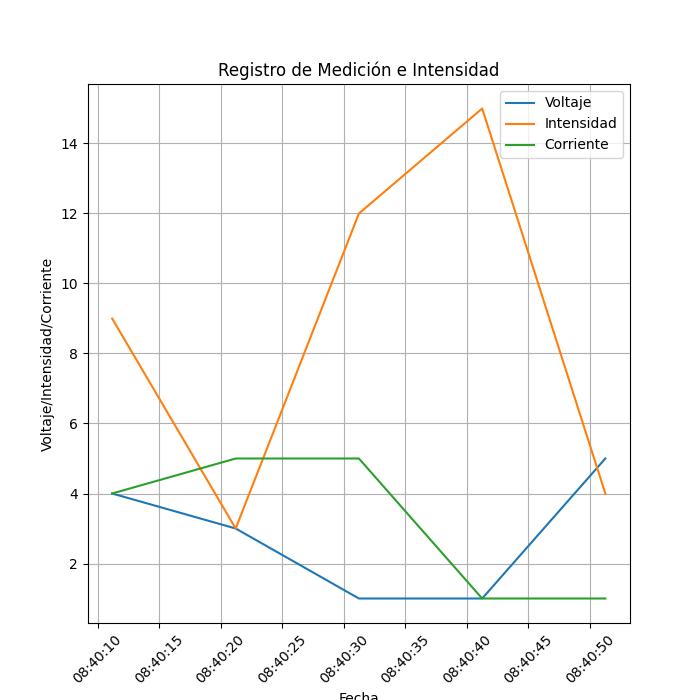 Registro de Medición e Intensidad
Voltaje
Intensidad
Corriente
Voltaje/Intensidad/Corriente
14
12
10
8
6
4
2
08:40:10
08:40:15
08:40:20
08:40:25
08:40:30
08:40:35
08:40:40
08:40:45
08:40:50
Fecha